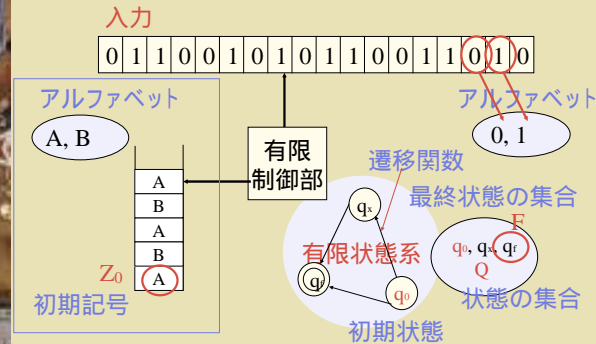 入力
0 1 1 0 0 1 0 1 0 1 1 0 0 1 1 0 1 0
アルファベット
アルファベット
A, B
0, 1
有限
制御部
遷移関数
A
B
A
B
A
Z₀
初期記号
最終状態の集合
F
qₓ
有限状態系
q₀, qₓ, q_f
Q
q_f
q₀
状態の集合
初期状態